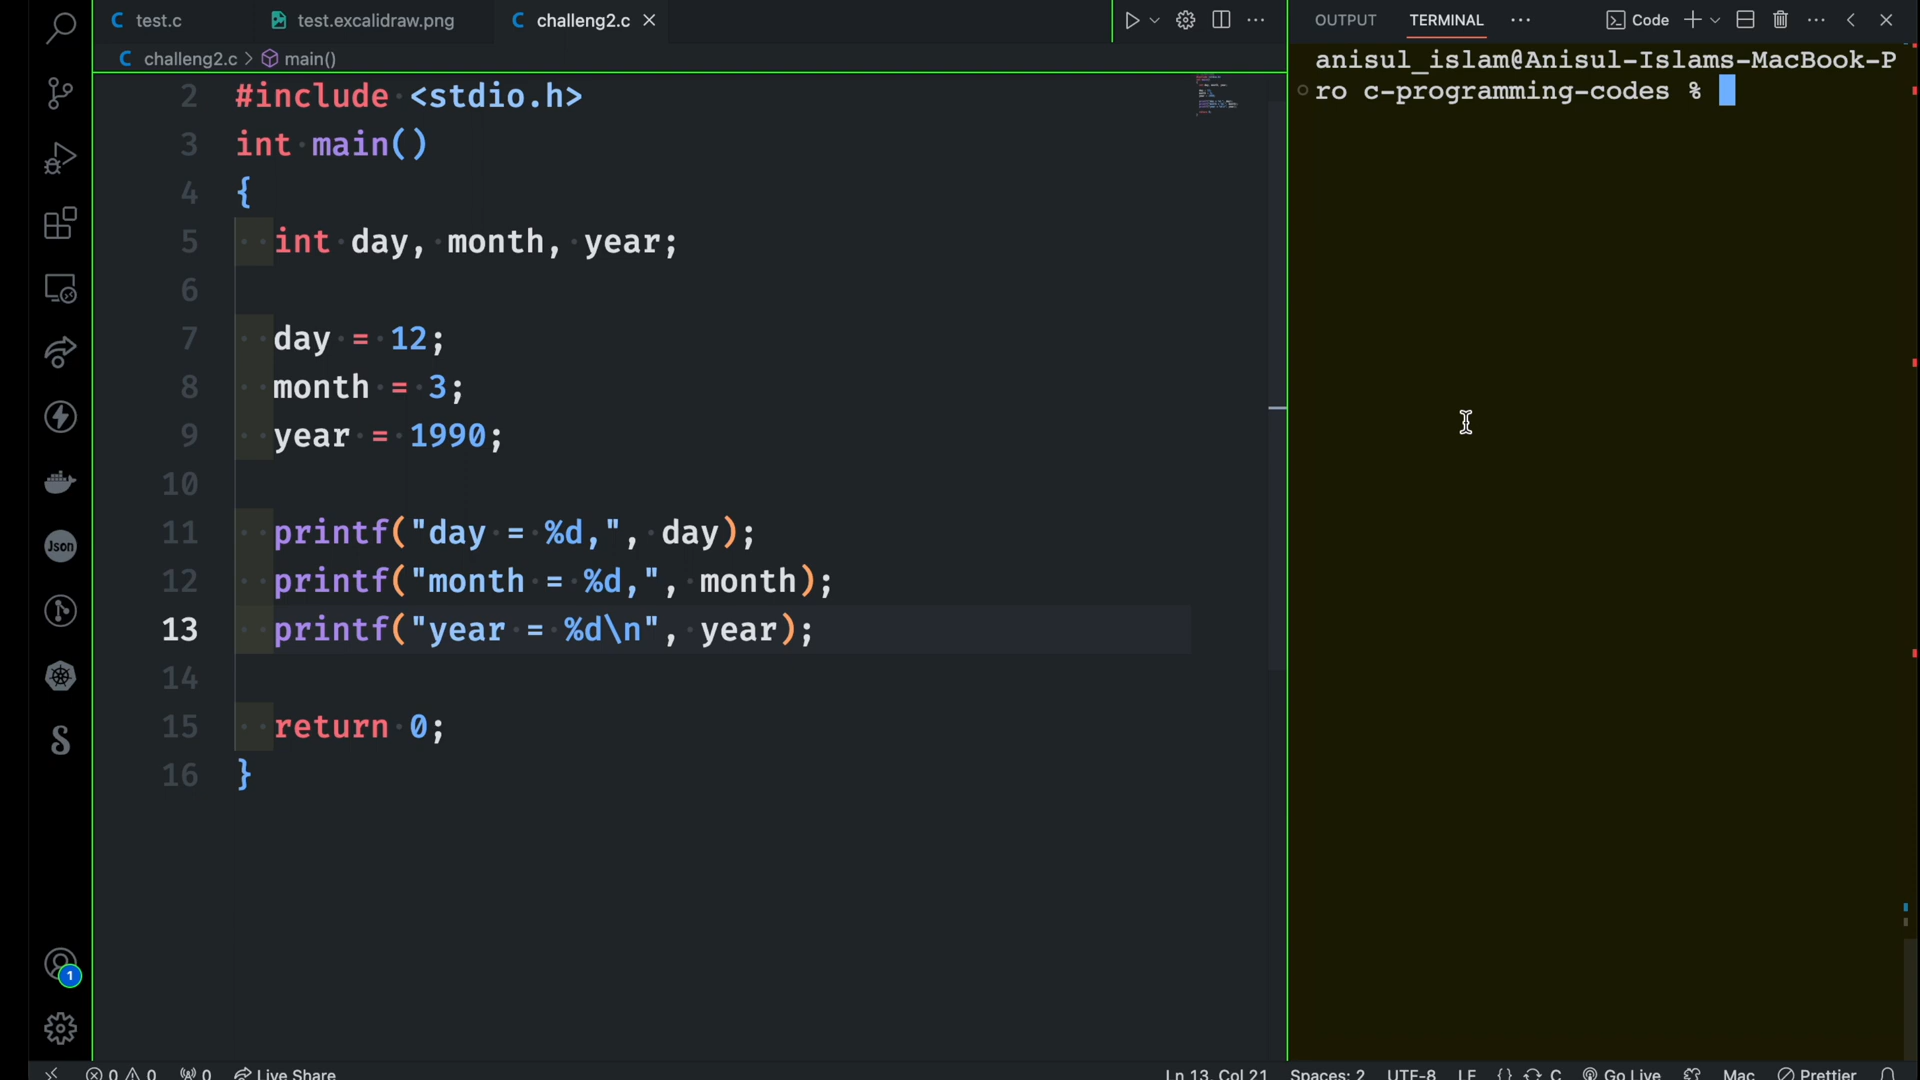 test.c test.excalidraw.png challeng2.c
OUTPUT TERMINAL Code
challeng2.c > main()
anisul_islam@Anisul-Islams-MacBook-P
ro c-programming-codes %
2 #include <stdio.h>
3 int main()
4 {
5 int day, month, year;
6
7 day = 12;
8 month = 3;
9 year = 1990;
10
11 printf("day = %d,", day);
12 printf("month = %d,", month);
13 printf("year = %d\n", year);
14
15 return 0;
16 }
Json
1
0 0 0 Live Share Ln 13, Col 21 Spaces: 2 UTF-8 LF {} C Go Live Mac Prettier